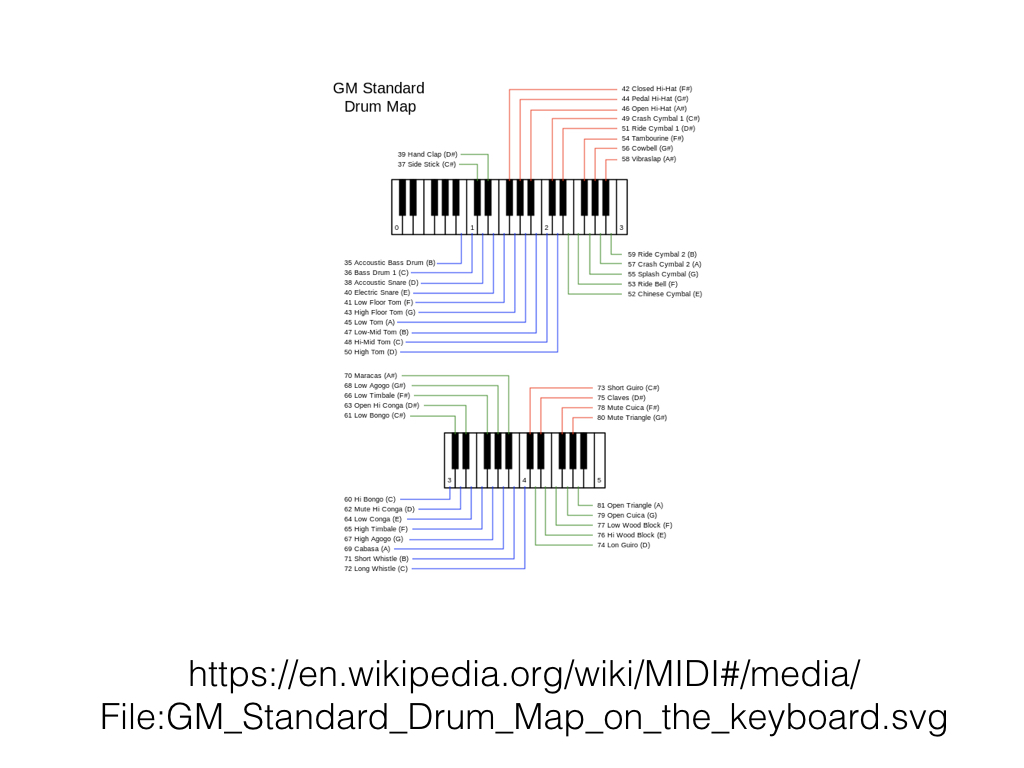 GM Standard
Drum Map
42 Closed Hi-Hat (F#)
44 Pedal Hi-Hat (G#)
46 Open Hi-Hat (A#)
49 Crash Cymbal 1 (C#)
51 Ride Cymbal 1 (D#)
54 Tambourine (F#)
56 Cowbell (G#)
58 Vibraslap (A#)
39 Hand Clap (D#)
37 Side Stick (C#)
0 1 2 3
35 Accoustic Bass Drum (B)
36 Bass Drum 1 (C)
38 Accoustic Snare (D)
40 Electric Snare (E)
41 Low Floor Tom (F)
43 High Floor Tom (G)
45 Low Tom (A)
47 Low-Mid Tom (B)
48 Hi-Mid Tom (C)
50 High Tom (D)
59 Ride Cymbal 2 (B)
57 Crash Cymbal 2 (A)
55 Splash Cymbal (G)
53 Ride Bell (F)
52 Chinese Cymbal (E)
70 Maracas (A#)
68 Low Agogo (G#)
66 Low Timbale (F#)
63 Open Hi Conga (D#)
61 Low Bongo (C#)
73 Short Guiro (C#)
75 Claves (D#)
78 Mute Cuica (F#)
80 Mute Triangle (G#)
3 4 5
60 Hi Bongo (C)
62 Mute Hi Conga (D)
64 Low Conga (E)
65 High Timbale (F)
67 High Agogo (G)
69 Cabasa (A)
71 Short Whistle (B)
72 Long Whistle (C)
81 Open Triangle (A)
79 Open Cuica (G)
77 Low Wood Block (F)
76 Hi Wood Block (E)
74 Lon Guiro (D)
https://en.wikipedia.org/wiki/MIDI#/media/
File:GM_Standard_Drum_Map_on_the_keyboard.svg